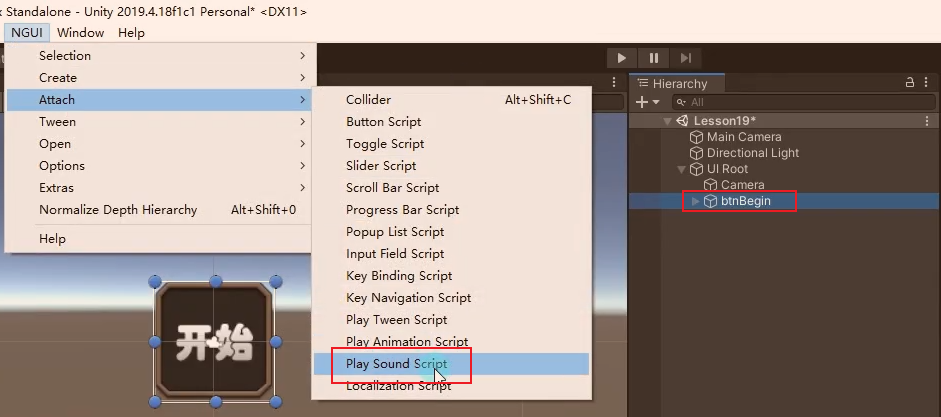 x Standalone - Unity 2019.4.18f1c1 Personal* <DX11>
NGUI Window Help
Selection
Create
Attach
Tween
Open
Options
Extras
Normalize Depth Hierarchy Alt+Shift+0
Help
Collider Alt+Shift+C
Button Script
Toggle Script
Slider Script
Scroll Bar Script
Progress Bar Script
Popup List Script
Input Field Script
Key Binding Script
Key Navigation Script
Play Tween Script
Play Animation Script
Play Sound Script
Localization Script
Hierarchy
All
Lesson19*
Main Camera
Directional Light
UI Root
Camera
btnBegin
开始